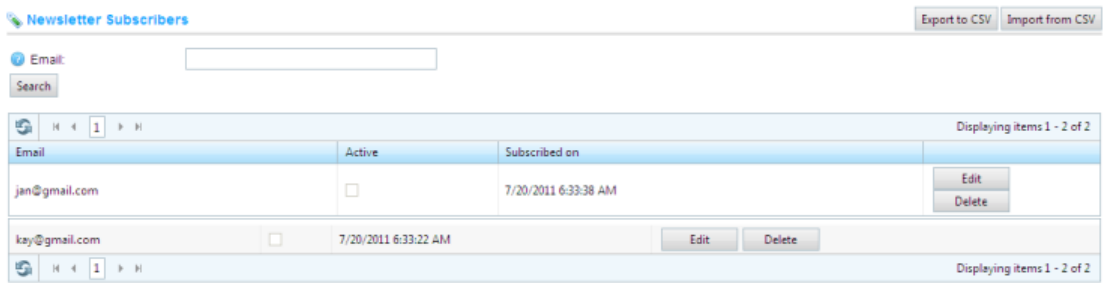 Newsletter Subscribers Export to CSV Import from CSV
Email:
Search
1 Displaying items 1 - 2 of 2
Email Active Subscribed on
jan@gmail.com 7/20/2011 6:33:38 AM Edit
Delete
kay@gmail.com 7/20/2011 6:33:22 AM Edit Delete
1 Displaying items 1 - 2 of 2